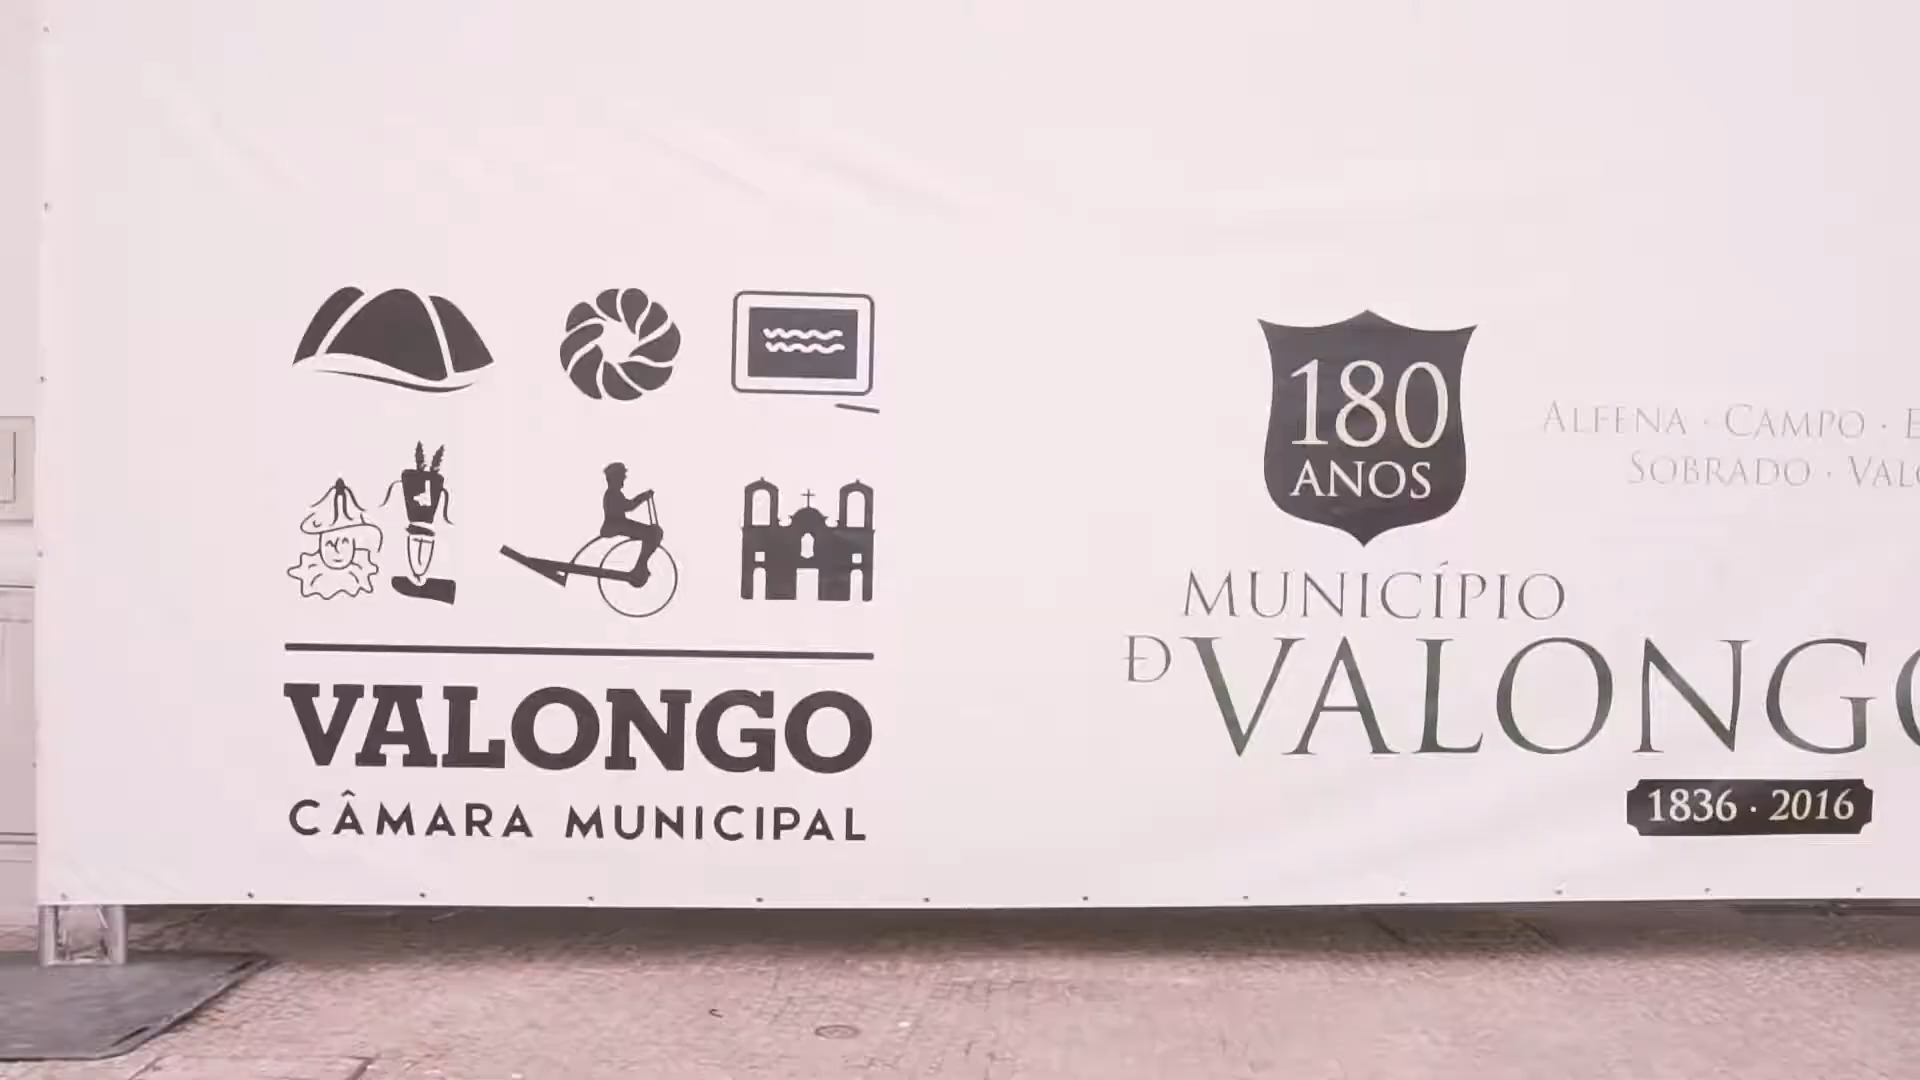 VALONGO
CÂMARA MUNICIPAL
180
ANOS
ALFENA · CAMPO ·
SOBRADO ·
MUNICÍPIO
D VALONGO
1836 · 2016